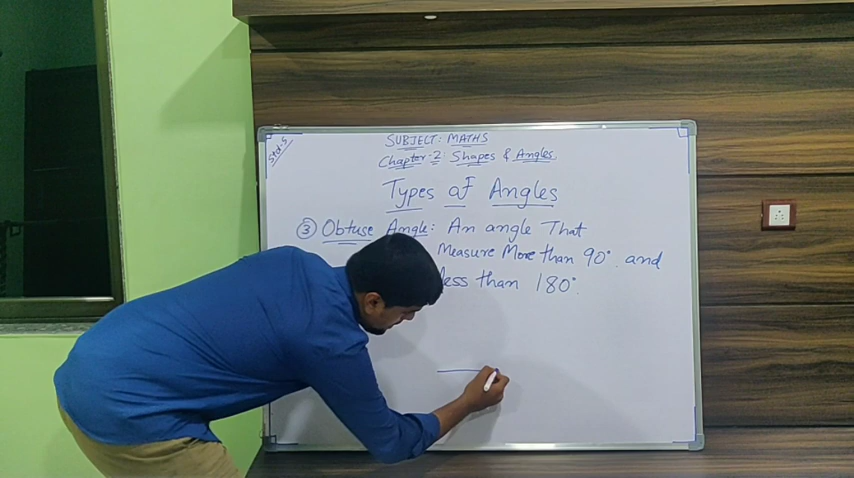 Std-5
SUBJECT: MATHS
Chapter-2: Shapes & Angles
Types of Angles
③ Obtuse Angle: An angle That
Measure More than 90°. and
less than 180°.